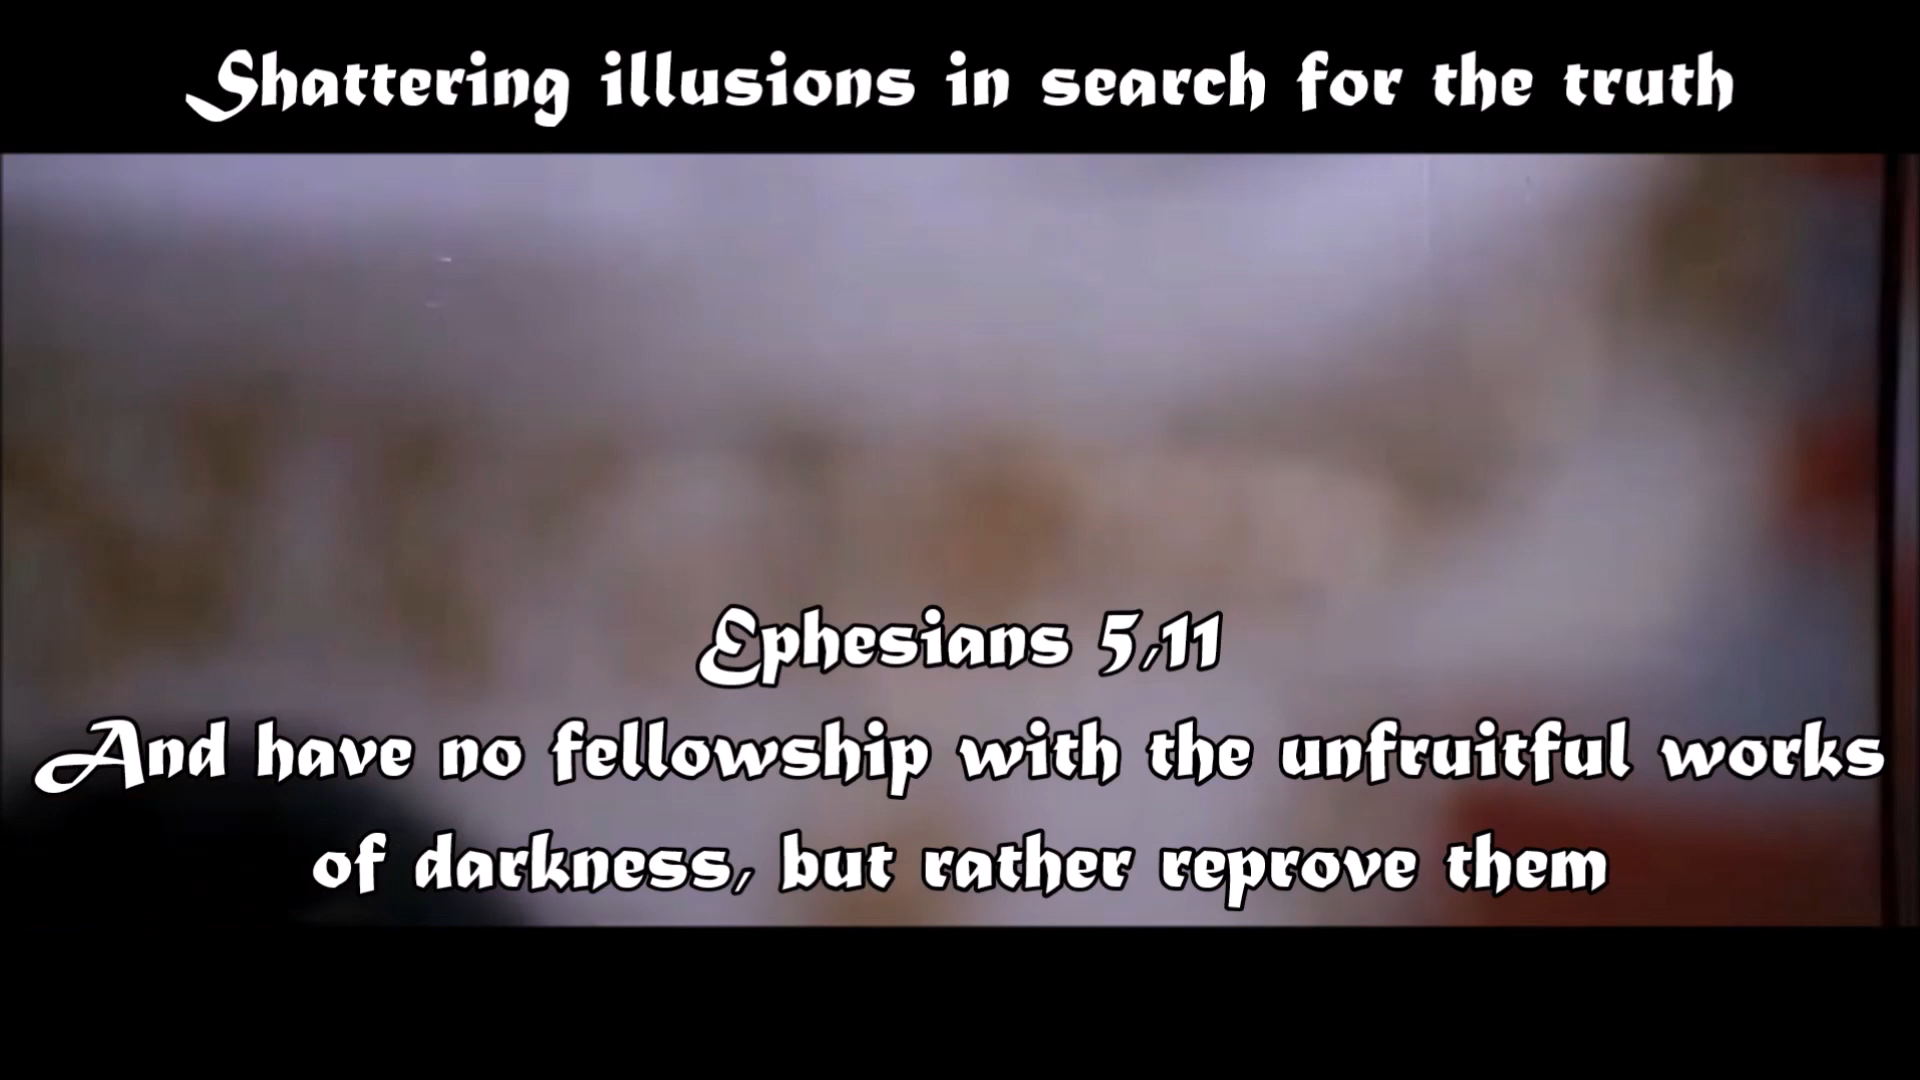 Shattering illusions in search for the truth
Ephesians 5,11
And have no fellowship with the unfruitful works
of darkness, but rather reprove them